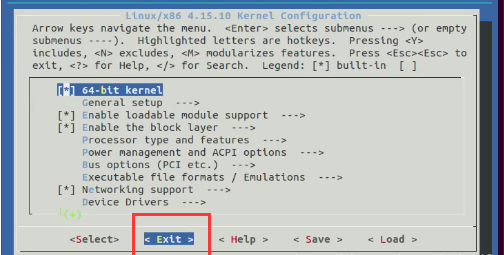 Linux/x86 4.15.10 Kernel Configuration
Arrow keys navigate the menu.  <Enter> selects submenus ---> (or empty
submenus ----).  Highlighted letters are hotkeys.  Pressing <Y>
includes, <N> excludes, <M> modularizes features.  Press <Esc><Esc> to
exit, <?> for Help, </> for Search.  Legend: [*] built-in  [ ]
[*] 64-bit kernel
General setup  --->
[*] Enable loadable module support  --->
[*] Enable the block layer  --->
Processor type and features  --->
Power management and ACPI options  --->
Bus options (PCI etc.)  --->
Executable file formats / Emulations  --->
[*] Networking support  --->
Device Drivers  --->
(+)
<Select>  < Exit >  < Help >  < Save >  < Load >